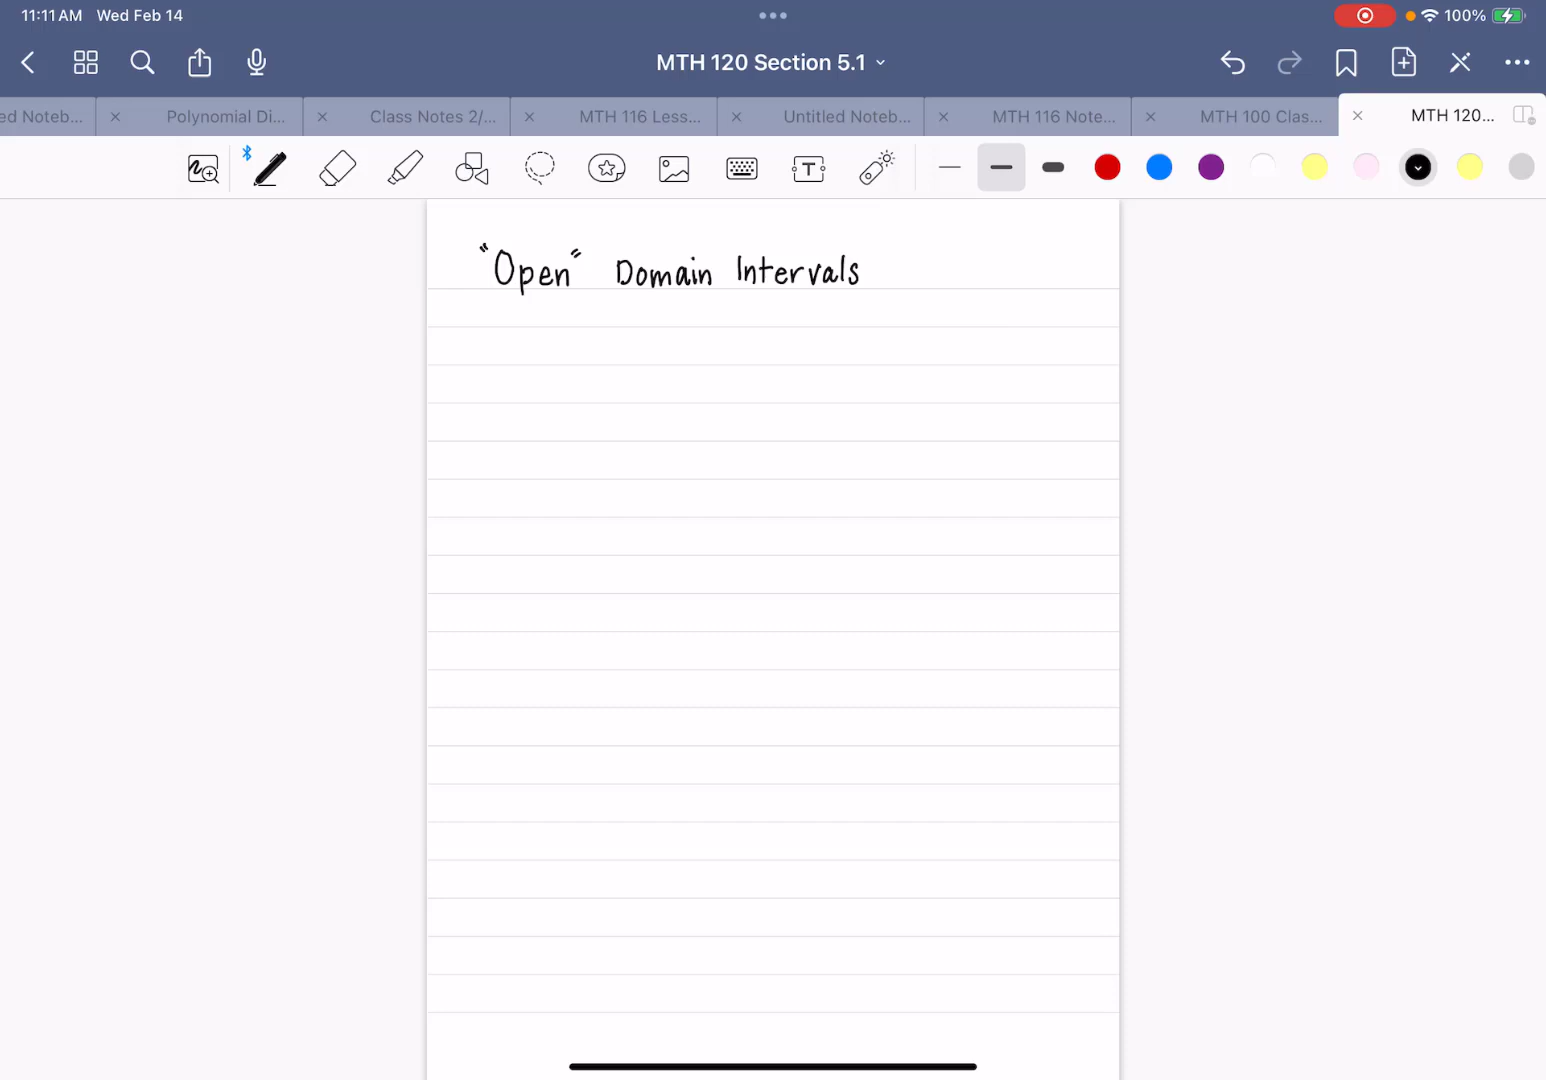 11:11 AM Wed Feb 14
100%
MTH 120 Section 5.1
ed Noteb...
Polynomial Di...
Class Notes 2/...
MTH 116 Less...
Untitled Noteb...
MTH 116 Note...
MTH 100 Clas...
MTH 120...
T
"Open" Domain Intervals